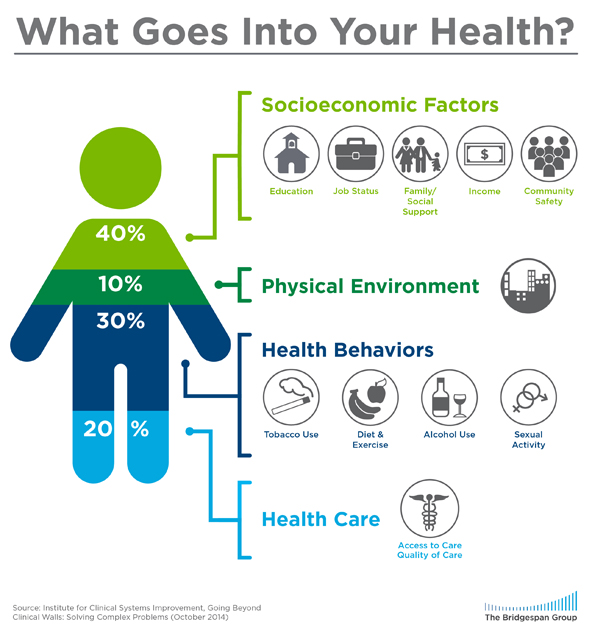 What Goes Into Your Health?
Socioeconomic Factors
Education
Job Status
Family/
Social
Support
Income
Community
Safety
40%
10%
Physical Environment
30%
Health Behaviors
Tobacco Use
Diet &
Exercise
Alcohol Use
Sexual
Activity
20 %
Health Care
Access to Care
Quality of Care
Source: Institute for Clinical Systems Improvement, Going Beyond
Clinical Walls: Solving Complex Problems (October 2014)
The Bridgespan Group
$